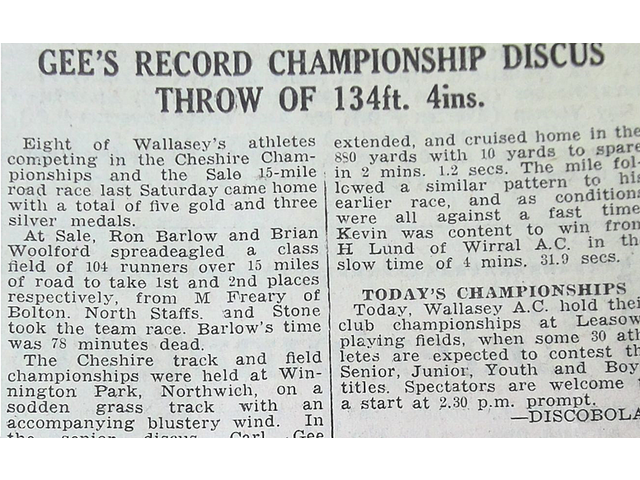 GEE'S RECORD CHAMPIONSHIP DISCUS
THROW OF 134ft. 4ins.
Eight of Wallasey's athletes
competing in the Cheshire Cham-
pionships and the Sale 15-mile
road race last Saturday came home
with a total of five gold and three
silver medals.
At Sale, Ron Barlow and Brian
Woolford spreadeagled a class
field of 104 runners over 15 miles
of road to take 1st and 2nd places
respectively, from M Freary of
Bolton. North Staffs. and Stone
took the team race. Barlow's time
was 78 minutes dead.
The Cheshire track and field
championships were held at Win-
nington Park, Northwich, on a
sodden grass track with an
accompanying blustery wind. In
the senior discus Carl Gee
extended, and cruised home in the
880 yards with 10 yards to spare
in 2 mins. 1.2 secs. The mile fol-
lowed a similar pattern to his
earlier race, and as conditions
were all against a fast time
Kevin was content to win from
H Lund of Wirral A.C. in th
slow time of 4 mins. 31.9 secs.
TODAY'S CHAMPIONSHIPS
Today, Wallasey A.C. hold thei
club championships at Leasow
playing fields, when some 30 ath
letes are expected to contest th
Senior, Junior, Youth and Boy
titles. Spectators are welcome
a start at 2.30 p.m. prompt.
—DISCOBOLA